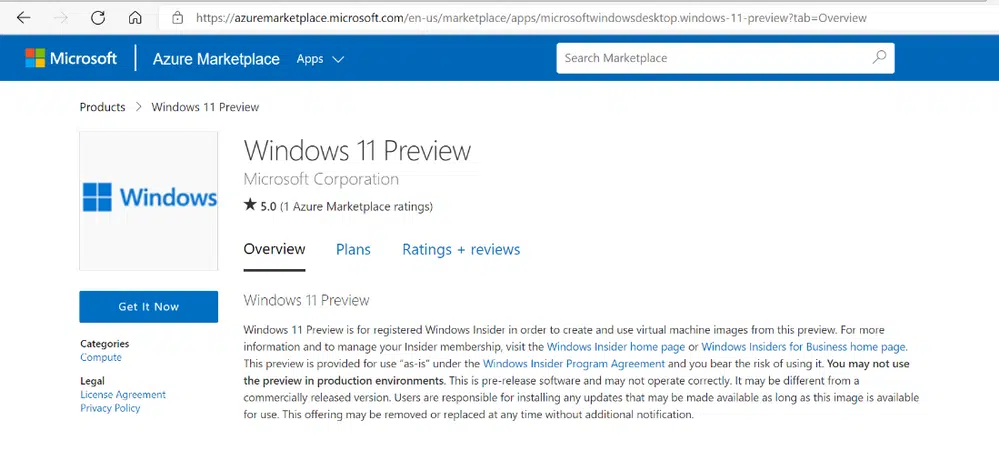 https://azuremarketplace.microsoft.com/en-us/marketplace/apps/microsoftwindowsdesktop.windows-11-preview?tab=Overview
Microsoft Azure Marketplace Apps Search Marketplace
Products > Windows 11 Preview
Windows
Windows 11 Preview
Microsoft Corporation
★ 5.0 (1 Azure Marketplace ratings)
Overview Plans Ratings + reviews
Get It Now
Categories
Compute
Legal
License Agreement
Privacy Policy
Windows 11 Preview
Windows 11 Preview is for registered Windows Insider in order to create and use virtual machine images from this preview. For more
information and to manage your Insider membership, visit the Windows Insider home page or Windows Insiders for Business home page.
This preview is provided for use "as-is" under the Windows Insider Program Agreement and you bear the risk of using it. You may not use
the preview in production environments. This is pre-release software and may not operate correctly. It may be different from a
commercially released version. Users are responsible for installing any updates that may be made available as long as this image is available
for use. This offering may be removed or replaced at any time without additional notification.